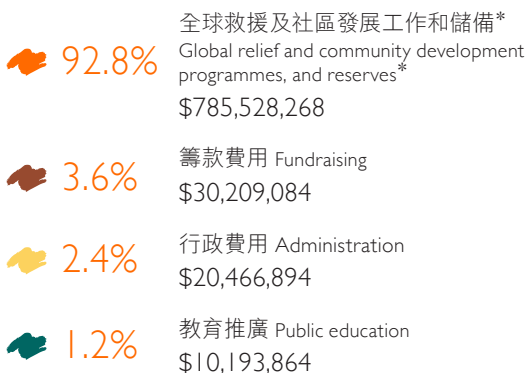 92.8%
全球救援及社區發展工作和儲備*
Global relief and community development
programmes, and reserves*
$785,528,268
3.6%
籌款費用 Fundraising
$30,209,084
2.4%
行政費用 Administration
$20,466,894
1.2%
教育推廣 Public education
$10,193,864